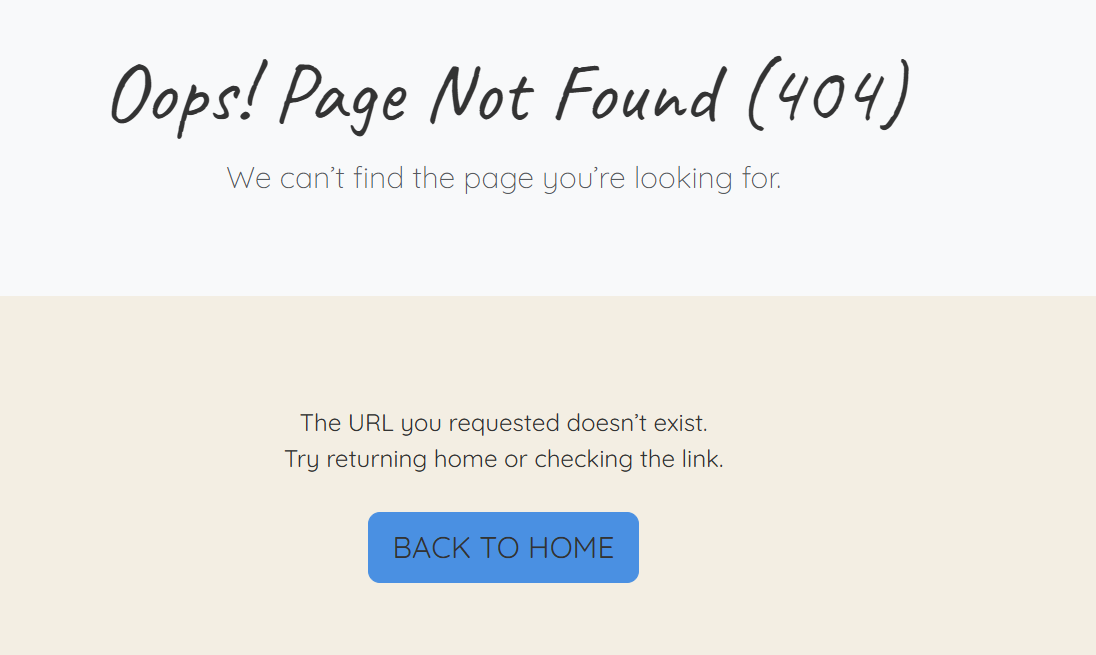 Oops! Page Not Found (404)
We can’t find the page you’re looking for.
The URL you requested doesn’t exist.
Try returning home or checking the link.
BACK TO HOME